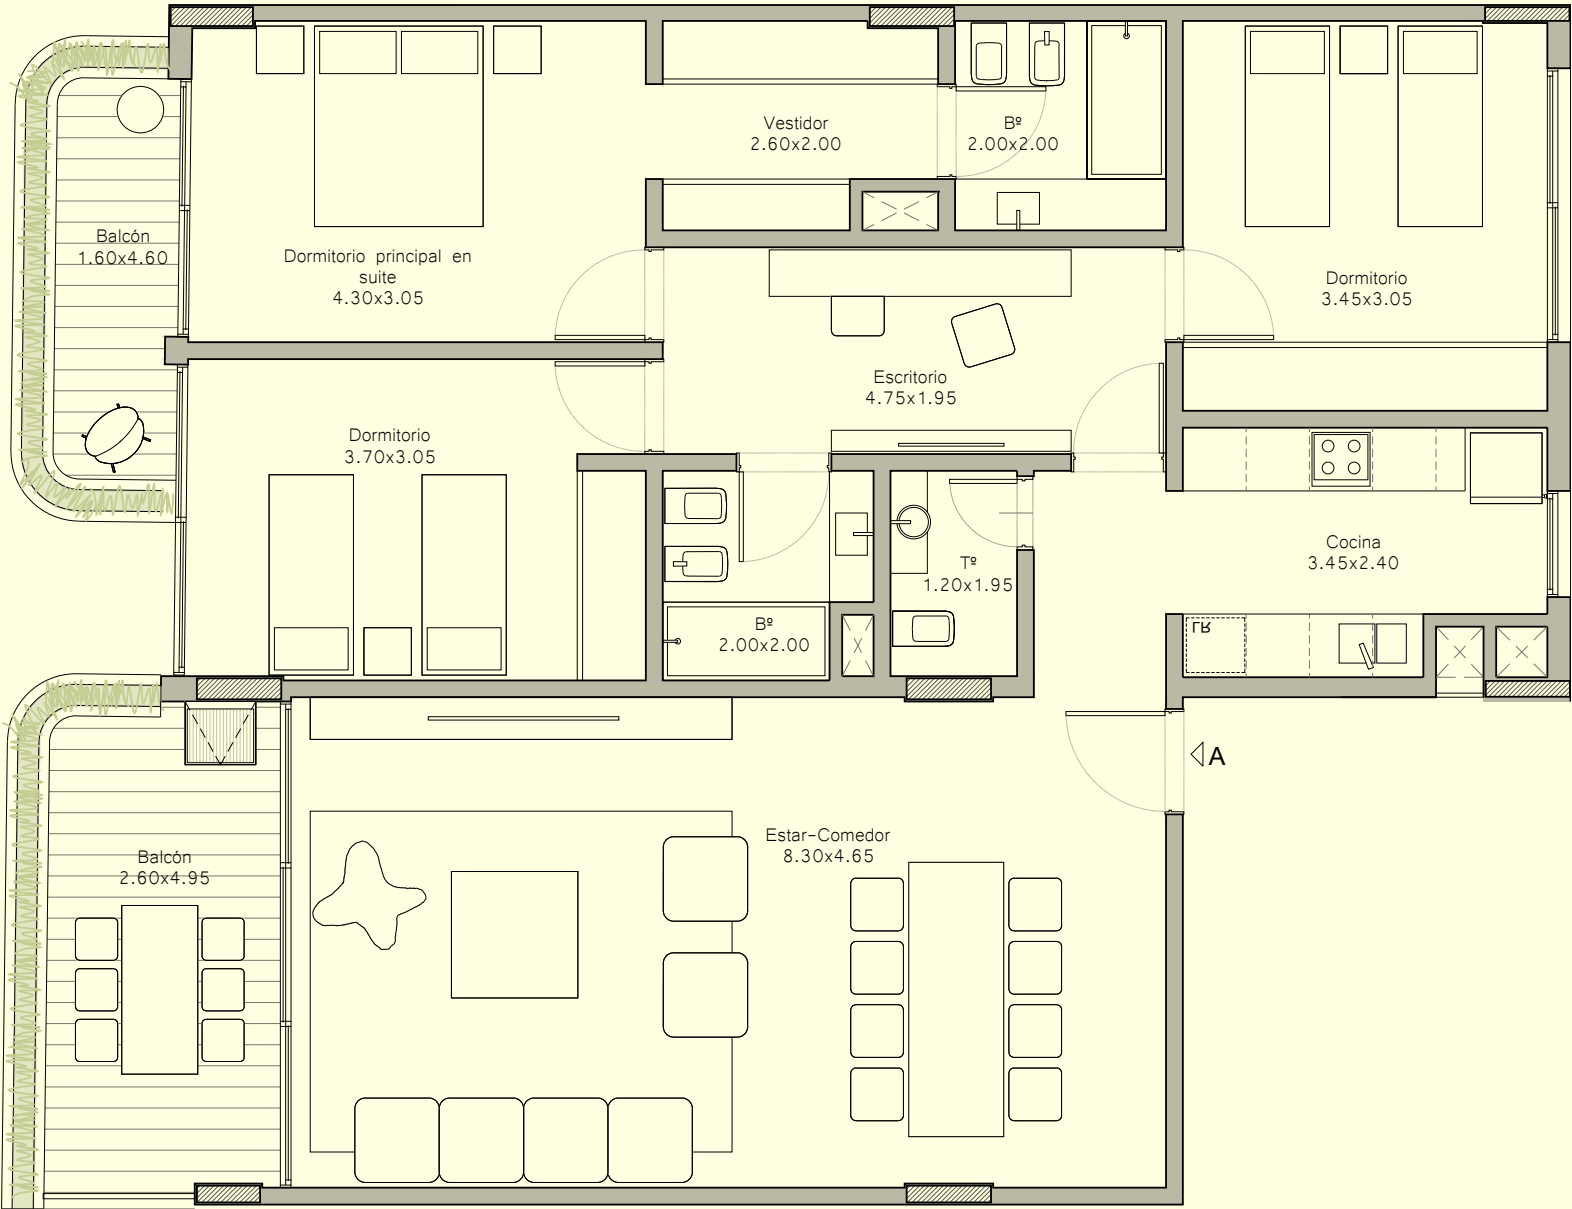 Vestidor
2.60x2.00
Bº
2.00x2.00
Balcón
1.60x4.60
Dormitorio principal en
suite
4.30x3.05
Dormitorio
3.45x3.05
Escritorio
4.75x1.95
Dormitorio
3.70x3.05
Cocina
3.45x2.40
Tº
1.20x1.95
Bº
2.00x2.00
LR
A
Estar-Comedor
8.30x4.65
Balcón
2.60x4.95